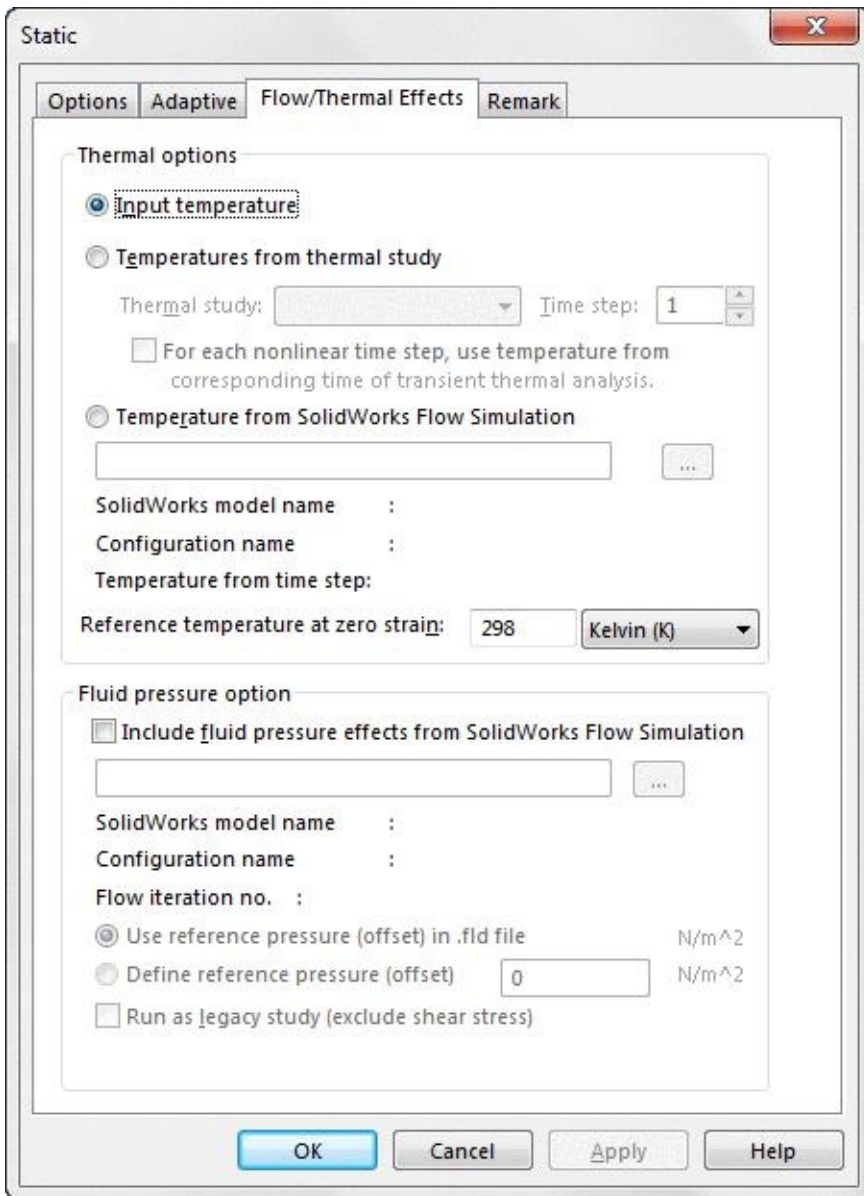 Static
Options Adaptive Flow/Thermal Effects Remark
Thermal options
Input temperature
Temperatures from thermal study
Thermal study: Time step: 1
For each nonlinear time step, use temperature from
corresponding time of transient thermal analysis.
Temperature from SolidWorks Flow Simulation
...
SolidWorks model name :
Configuration name :
Temperature from time step:
Reference temperature at zero strain: 298 Kelvin (K)
Fluid pressure option
Include fluid pressure effects from SolidWorks Flow Simulation
...
SolidWorks model name :
Configuration name :
Flow iteration no. :
Use reference pressure (offset) in .fld file N/m^2
Define reference pressure (offset) 0 N/m^2
Run as legacy study (exclude shear stress)
OK Cancel Apply Help